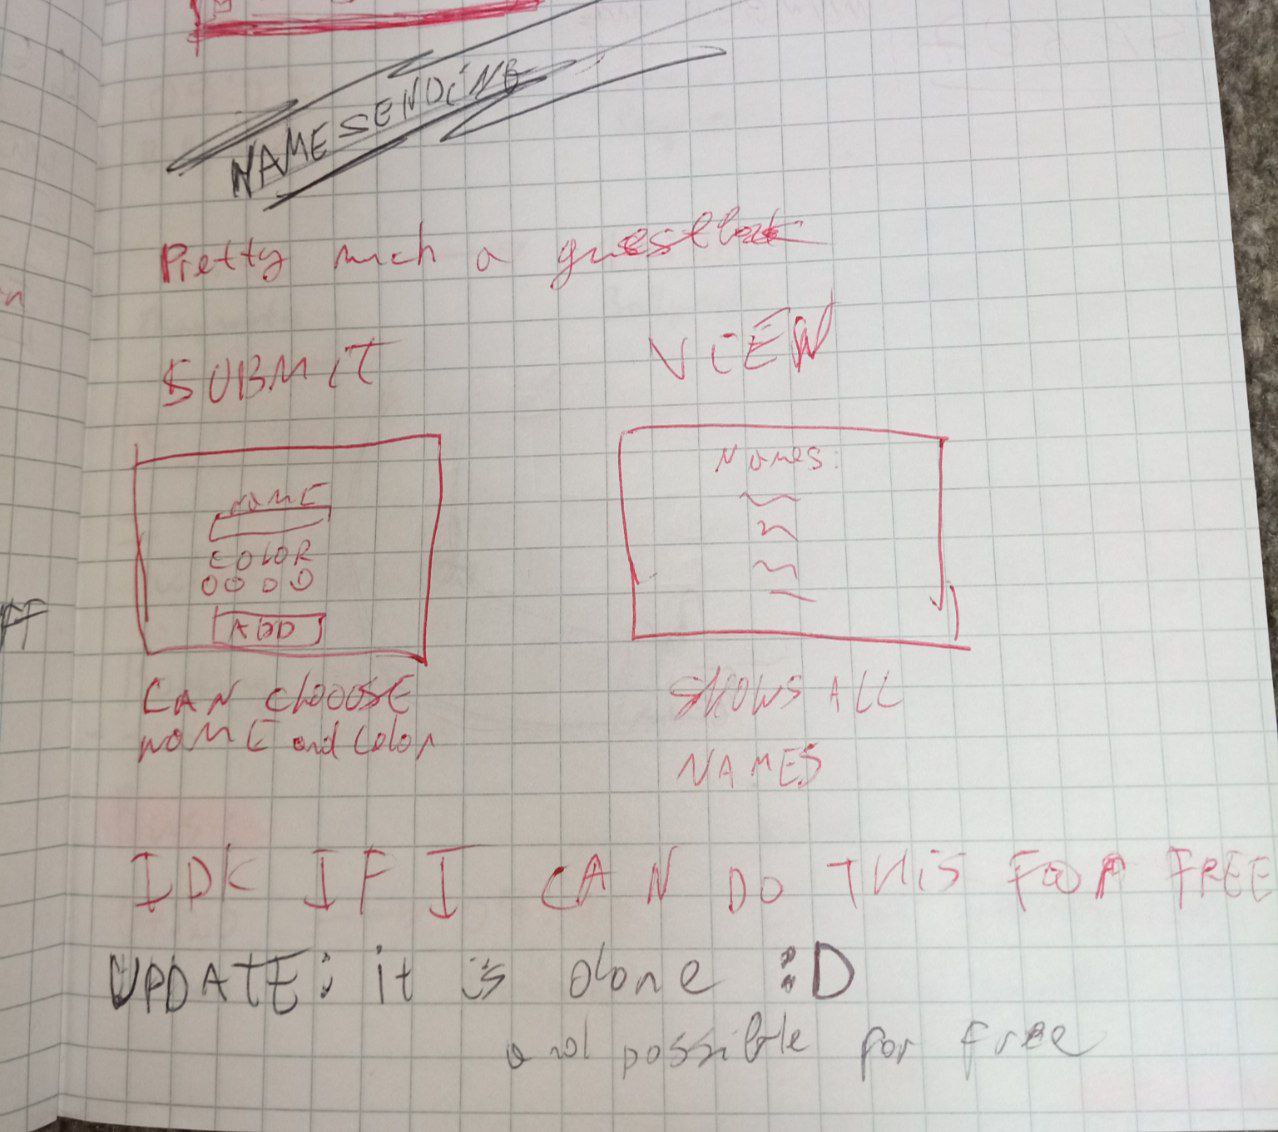 NAMESENDING
Pretty much a guestbook
SUBMIT
VIEW
NAME
COLOR
ADD
Names:
CAN CHOOSE
NAME and Color
SHOWS ALL
NAMES
IDK IF I CAN DO THIS FOR FREE
UPDATE: it is done :D
and possible for free